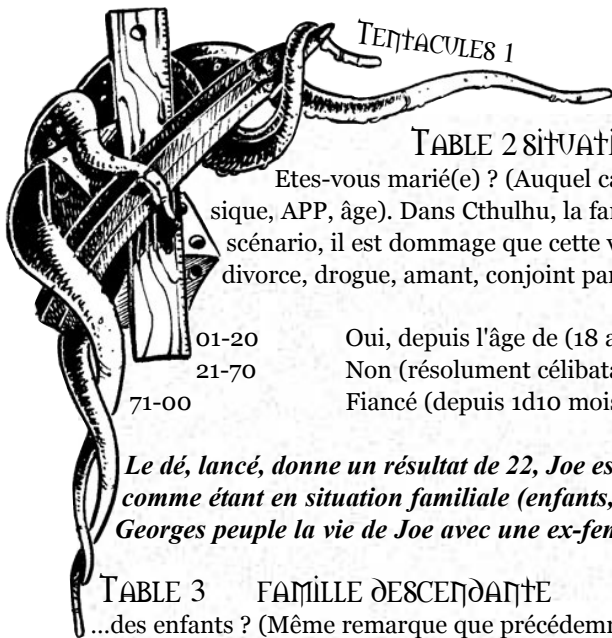 TENTACULES 1
TABLE 2 SITUATI
Etes-vous marié(e) ? (Auquel ca
sique, APP, âge). Dans Cthulhu, la far
scénario, il est dommage que cette v
divorce, drogue, amant, conjoint par
01-20 Oui, depuis l'âge de (18 a
21-70 Non (résolument céliba
71-00 Fiancé (depuis 1d10 mois
Le dé, lancé, donne un résultat de 22, Joe es
comme étant en situation familiale (enfants,
Georges peuple la vie de Joe avec une ex-fem
TABLE 3 FAMILLE DESCENDANTE
...des enfants ? (Même remarque que précédemm